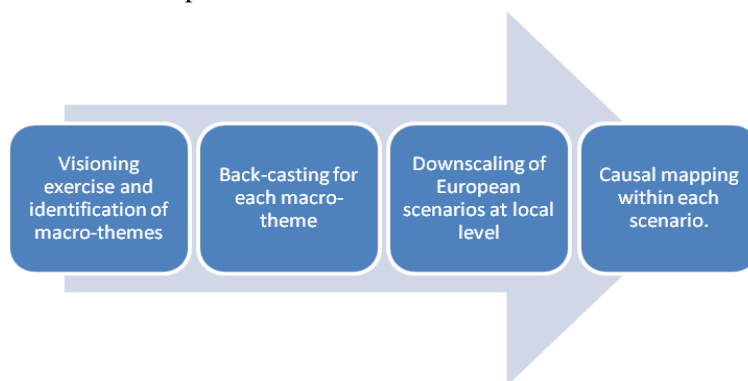 Visioning
exercise and
identification of
macro-themes
Back-casting for
each macro-
theme
Downscaling of
European
scenarios at local
level
Causal mapping
within each
scenario.